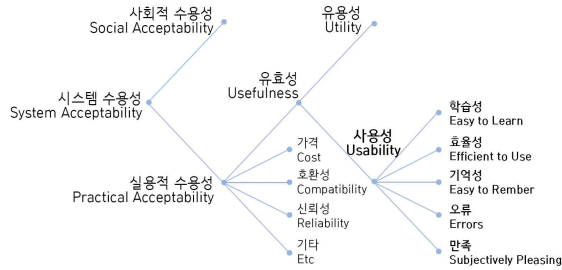 사회적 수용성
Social Acceptability
유용성
Utility
유효성
Usefulness
시스템 수용성
System Acceptability
사용성
Usability
학습성
Easy to Learn
가격
Cost
효율성
Efficient to Use
실용적 수용성
Practical Acceptability
호환성
Compatibility
기억성
Easy to Rember
신뢰성
Reliability
오류
Errors
기타
Etc
만족
Subjectively Pleasing